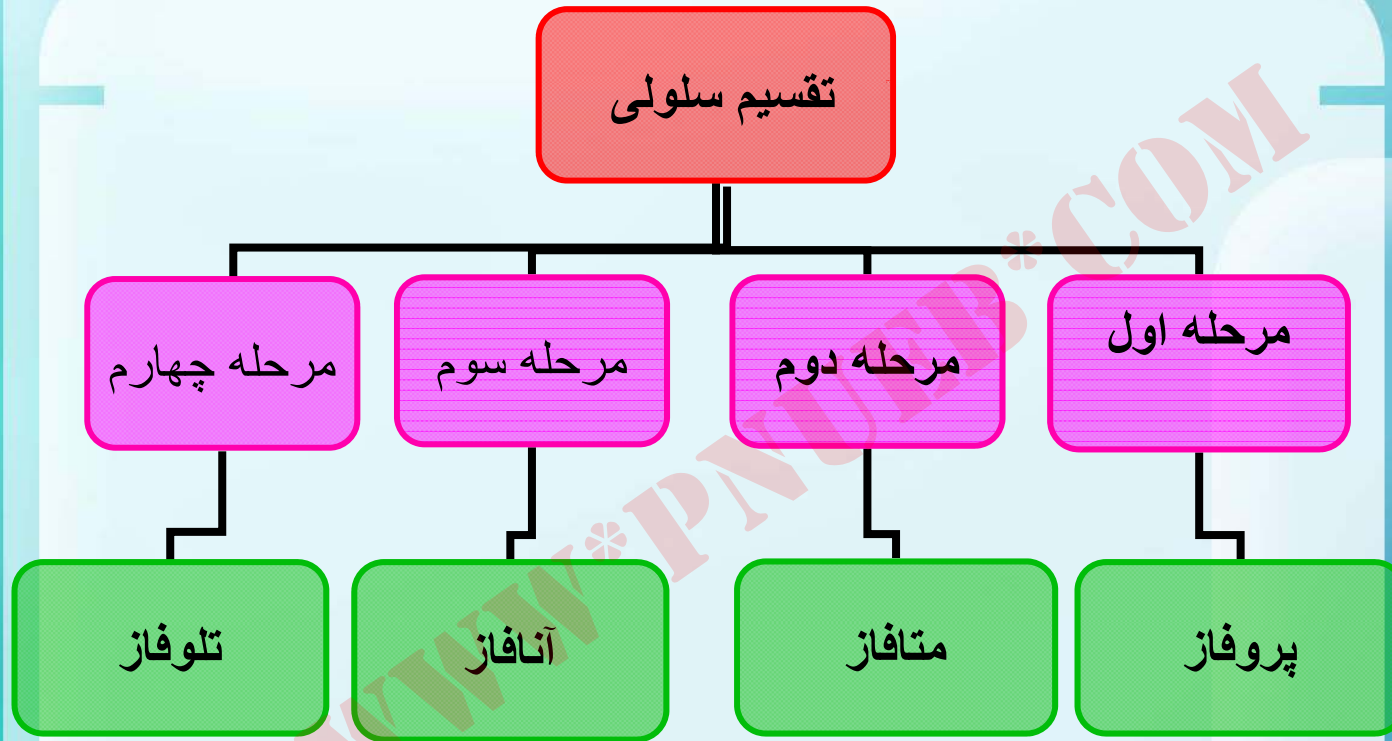 تقسیم سلولی
مرحله اول
مرحله دوم
مرحله سوم
مرحله چهارم
پروفاز
متافاز
آنافاز
تلوفاز
WWW*PNUEB*COM